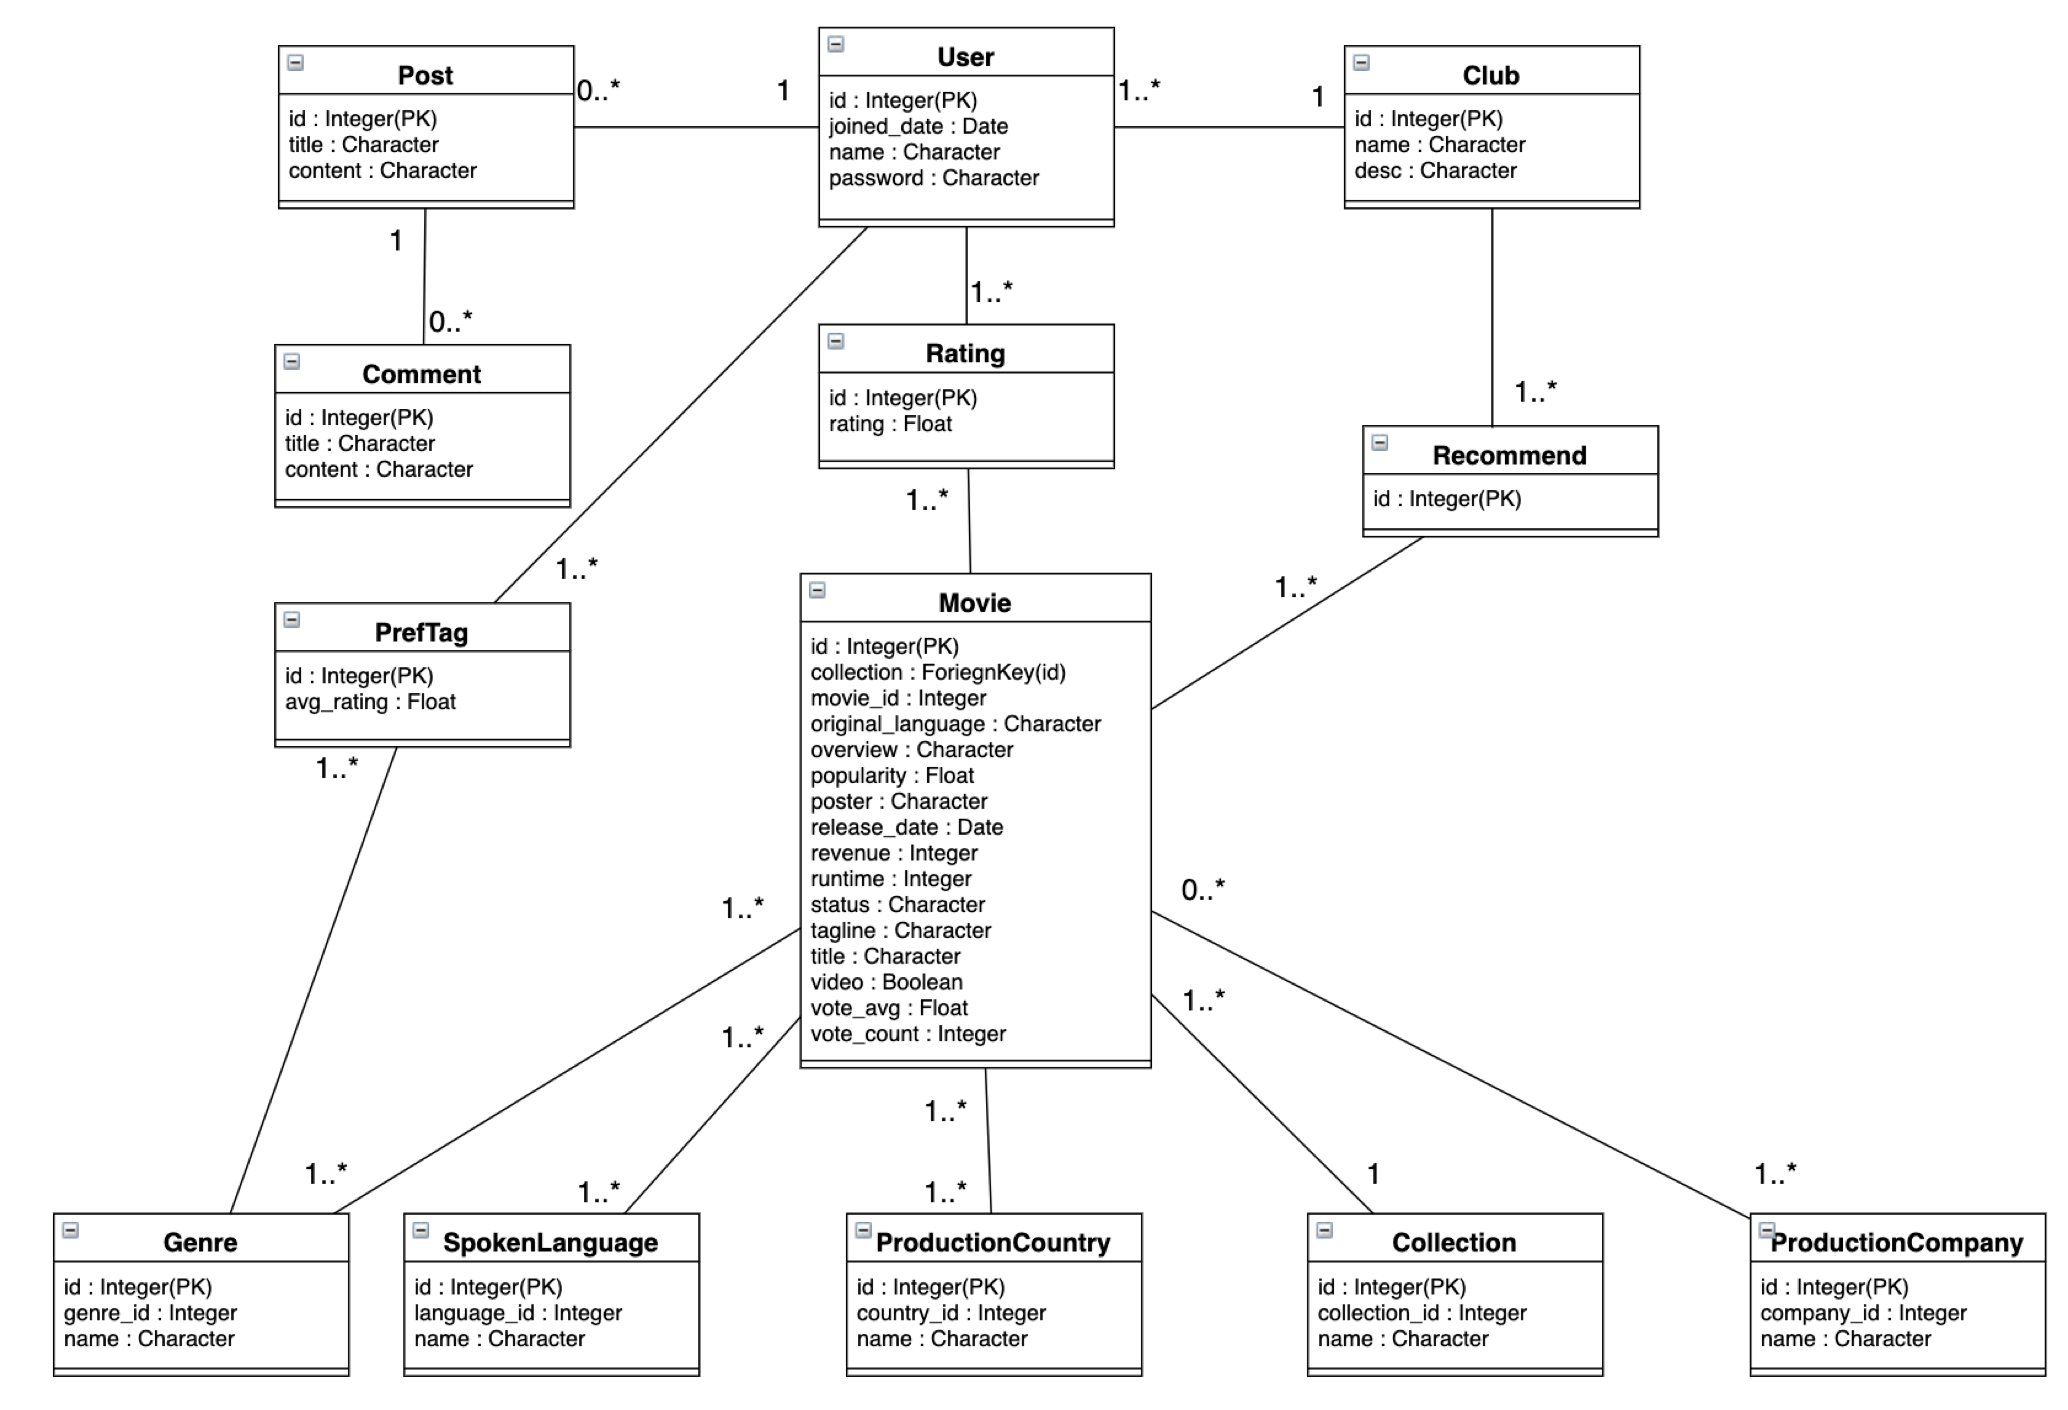 Post
id : Integer(PK)
title : Character
content : Character
0..*
1
User
id : Integer(PK)
joined_date : Date
name : Character
password : Character
1..*
1
Club
id : Integer(PK)
name : Character
desc : Character
1
0..*
Comment
id : Integer(PK)
title : Character
content : Character
1..*
Rating
id : Integer(PK)
rating : Float
1..*
1..*
Recommend
id : Integer(PK)
1..*
1..*
PrefTag
id : Integer(PK)
avg_rating : Float
1..*
Movie
id : Integer(PK)
collection : ForiegnKey(id)
movie_id : Integer
original_language : Character
overview : Character
popularity : Float
poster : Character
release_date : Date
revenue : Integer
runtime : Integer
status : Character
tagline : Character
title : Character
video : Boolean
vote_avg : Float
vote_count : Integer
1..*
0..*
1..*
1..*
1..*
1..*
1..*
1..*
1
1..*
Genre
id : Integer(PK)
genre_id : Integer
name : Character
SpokenLanguage
id : Integer(PK)
language_id : Integer
name : Character
ProductionCountry
id : Integer(PK)
country_id : Integer
name : Character
Collection
id : Integer(PK)
collection_id : Integer
name : Character
ProductionCompany
id : Integer(PK)
company_id : Integer
name : Character